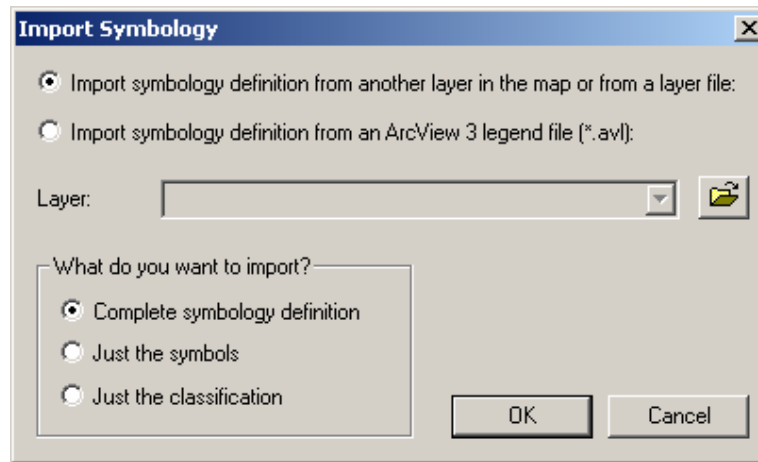 Import Symbology
Import symbology definition from another layer in the map or from a layer file:
Import symbology definition from an ArcView 3 legend file (*.avl):
Layer:
What do you want to import?
Complete symbology definition
Just the symbols
Just the classification
OK Cancel